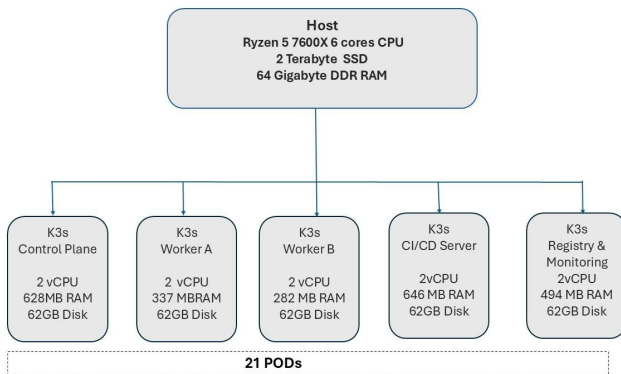 Host
Ryzen 5 7600X 6 cores CPU
2 Terabyte SSD
64 Gigabyte DDR RAM
K3s
Control Plane
2 vCPU
628MB RAM
62GB Disk
K3s
Worker A
2 vCPU
337 MBRAM
62GB Disk
K3s
Worker B
2 vCPU
282 MB RAM
62GB Disk
K3s
CI/CD Server
2vCPU
646 MB RAM
62GB Disk
K3s
Registry &
Monitoring
2vCPU
494 MB RAM
62GB Disk
21 PODs